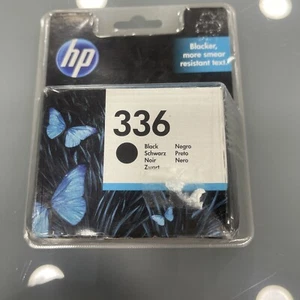 hp
Blacker,
more smear
resistant text
336
Black Negro
Schwarz Preto
Noir Nero
Zwart